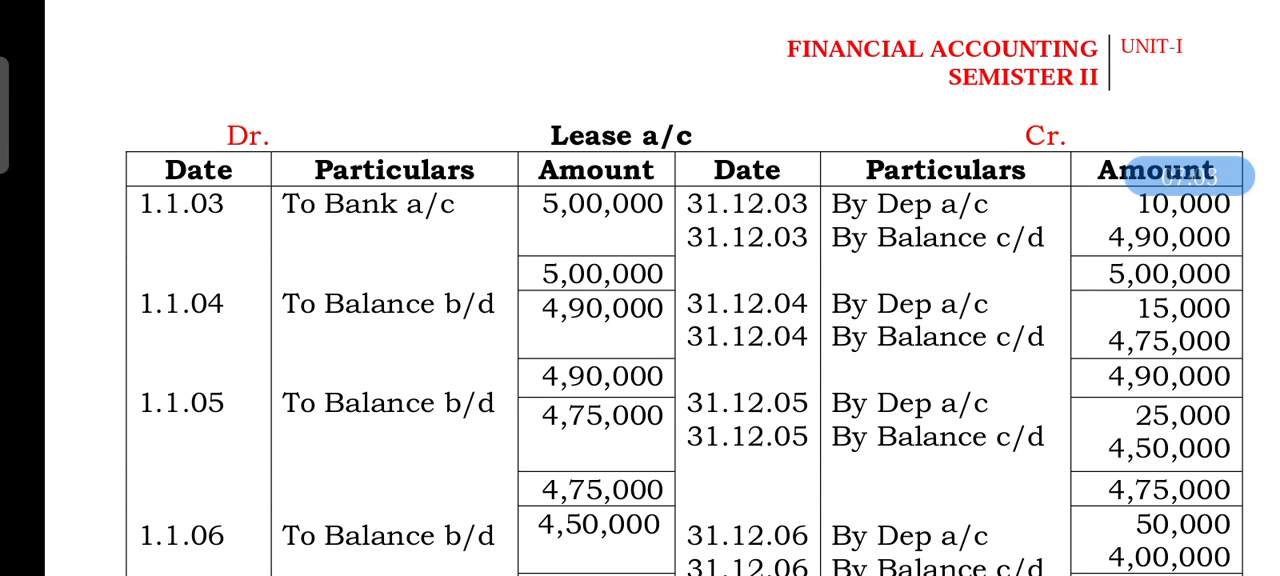 FINANCIAL ACCOUNTING UNIT-I
SEMISTER II
Dr. Lease a/c Cr.
Date Particulars Amount Date Particulars Amount
07:03
1.1.03 To Bank a/c 5,00,000 31.12.03 By Dep a/c 10,000
31.12.03 By Balance c/d 4,90,000
5,00,000 5,00,000
1.1.04 To Balance b/d 4,90,000 31.12.04 By Dep a/c 15,000
31.12.04 By Balance c/d 4,75,000
4,90,000 4,90,000
1.1.05 To Balance b/d 4,75,000 31.12.05 By Dep a/c 25,000
31.12.05 By Balance c/d 4,50,000
4,75,000 4,75,000
1.1.06 To Balance b/d 4,50,000 31.12.06 By Dep a/c 50,000
31.12.06 By Balance c/d 4,00,000